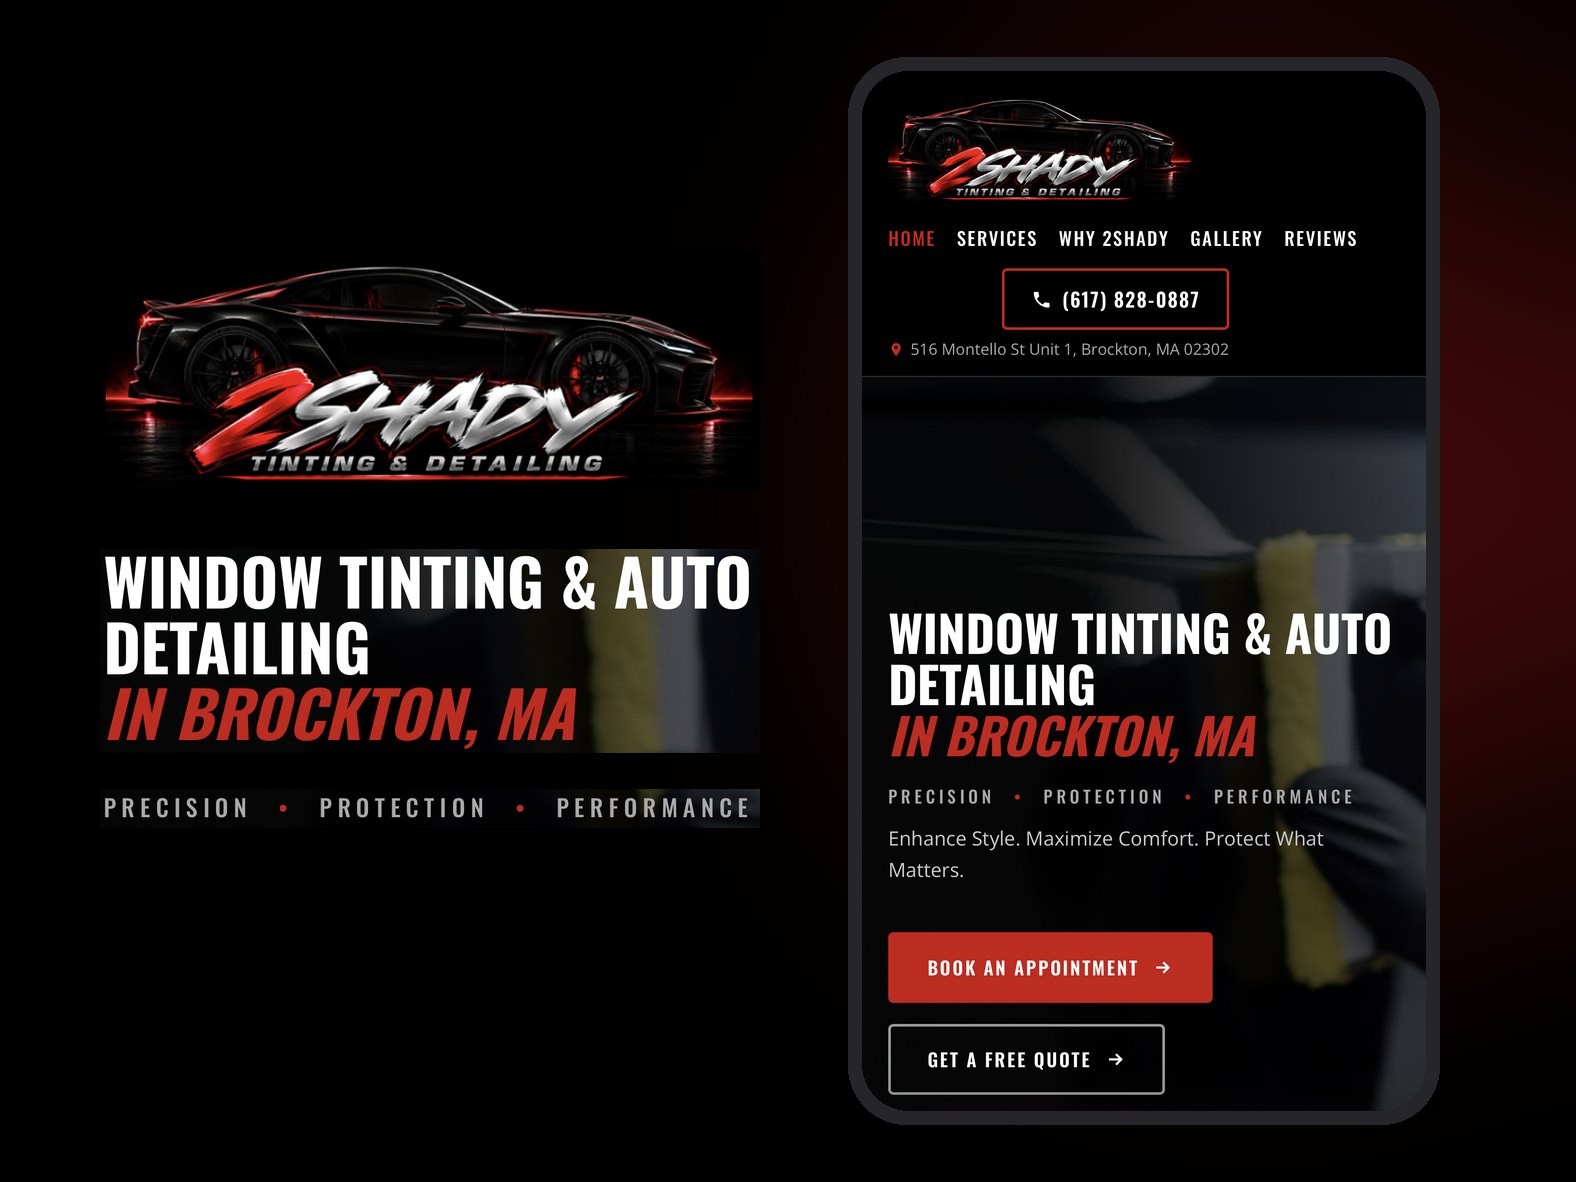 2SHADY
TINTING & DETAILING
WINDOW TINTING & AUTO
DETAILING
IN BROCKTON, MA
PRECISION • PROTECTION • PERFORMANCE
2SHADY
TINTING & DETAILING
HOME SERVICES WHY 2SHADY GALLERY REVIEWS
(617) 828-0887
516 Montello St Unit 1, Brockton, MA 02302
WINDOW TINTING & AUTO
DETAILING
IN BROCKTON, MA
PRECISION • PROTECTION • PERFORMANCE
Enhance Style. Maximize Comfort. Protect What
Matters.
BOOK AN APPOINTMENT →
GET A FREE QUOTE →